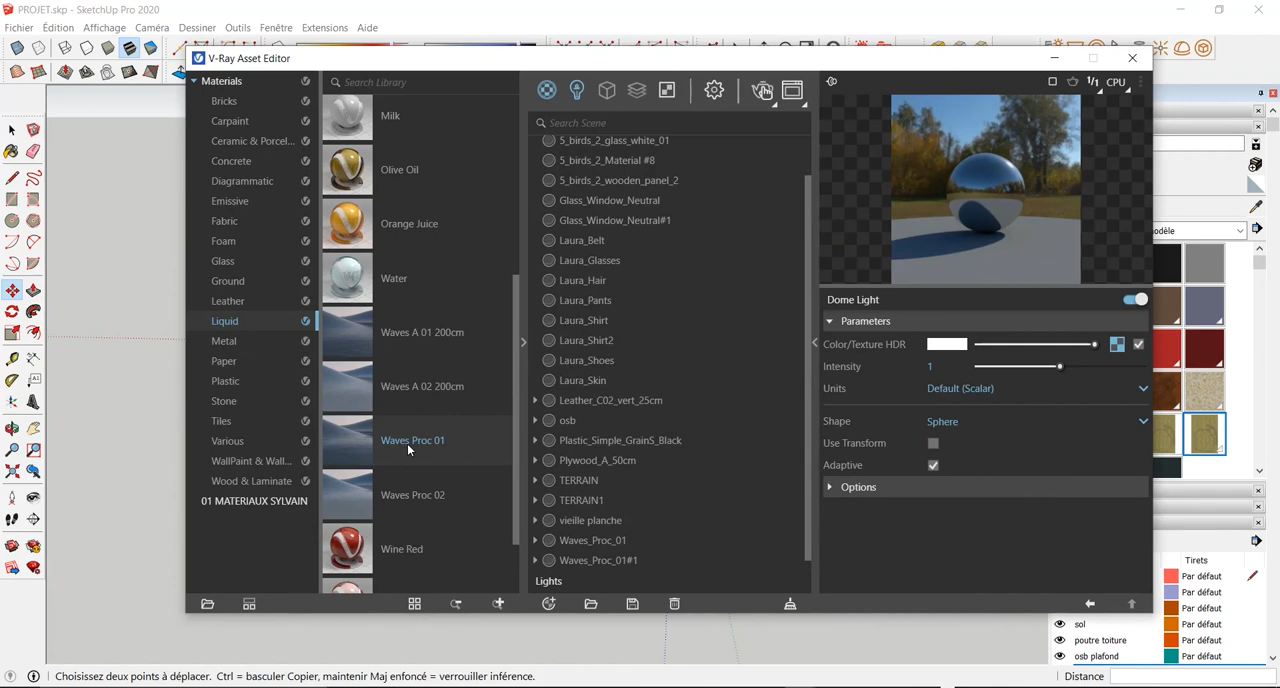 PROJET.skp - SketchUp Pro 2020
Fichier Édition Affichage Caméra Dessiner Outils Fenêtre Extensions Aide
V-Ray Asset Editor
Materials
Bricks
Carpaint
Ceramic & Porcel...
Concrete
Diagrammatic
Emissive
Fabric
Foam
Glass
Ground
Leather
Liquid
Metal
Paper
Plastic
Stone
Tiles
Various
WallPaint & Wall...
Wood & Laminate
01 MATERIAUX SYLVAIN
Search Library
Milk
Olive Oil
Orange Juice
Water
Waves A 01 200cm
Waves A 02 200cm
Waves Proc 01
Waves Proc 02
Wine Red
Search Scene
5_birds_2_glass_white_01
5_birds_2_Material #8
5_birds_2_wooden_panel_2
Glass_Window_Neutral
Glass_Window_Neutral#1
Laura_Belt
Laura_Glasses
Laura_Hair
Laura_Pants
Laura_Shirt
Laura_Shirt2
Laura_Shoes
Laura_Skin
Leather_C02_vert_25cm
osb
Plastic_Simple_GrainS_Black
Plywood_A_50cm
TERRAIN
TERRAIN1
vieille planche
Waves_Proc_01
Waves_Proc_01#1
Lights
1/1 CPU
Dome Light
Parameters
Color/Texture HDR
Intensity 1
Units Default (Scalar)
Shape Sphere
Use Transform
Adaptive
Options
odèle
Tirets
Par défaut
Par défaut
Par défaut
sol Par défaut
poutre toiture Par défaut
osb plafond Par défaut
Choisissez deux points à déplacer. Ctrl = basculer Copier, maintenir Maj enfoncé = verrouiller inférence.
Distance